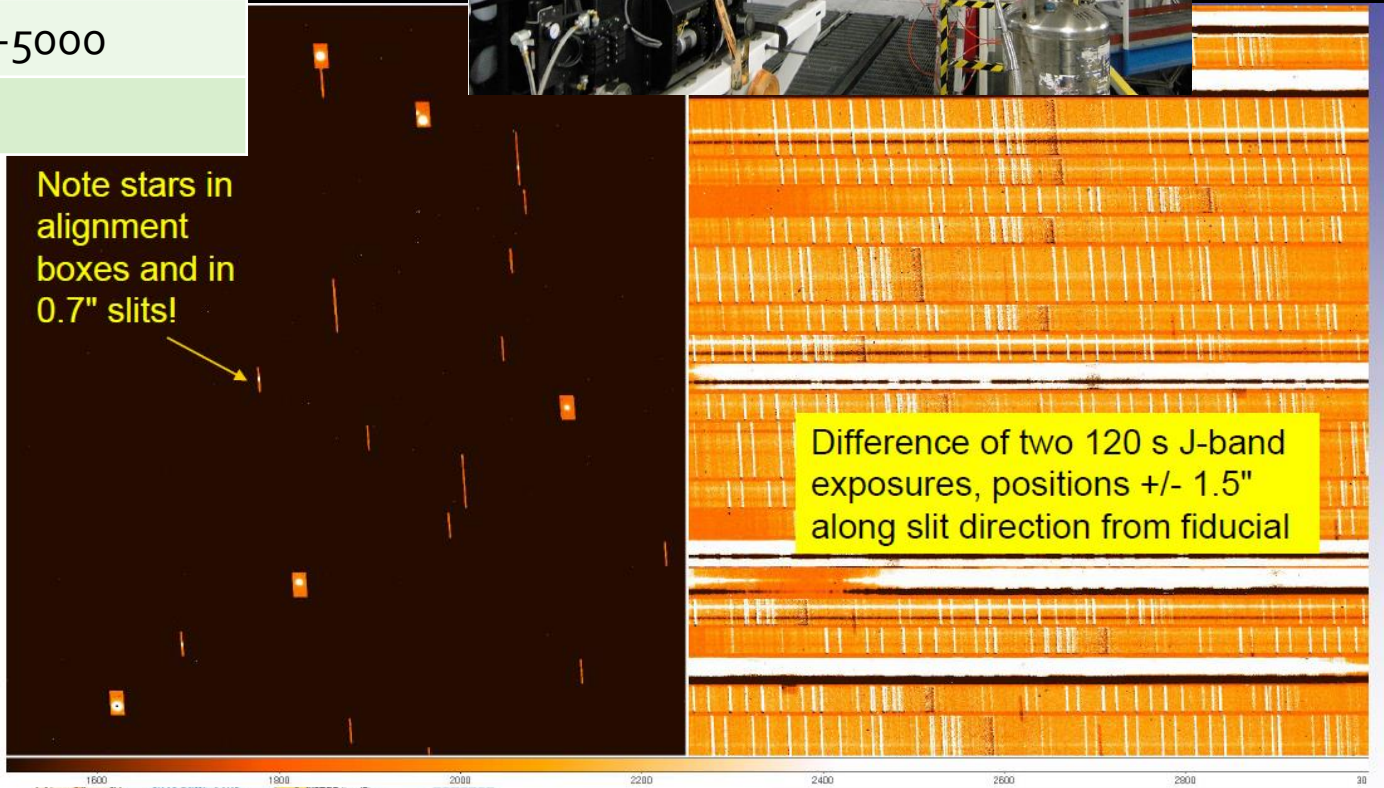 -5000
Note stars in
alignment
boxes and in
0.7" slits!
Difference of two 120 s J-band
exposures, positions +/- 1.5"
along slit direction from fiducial
1600 1800 2000 2200 2400 2600 2800 30